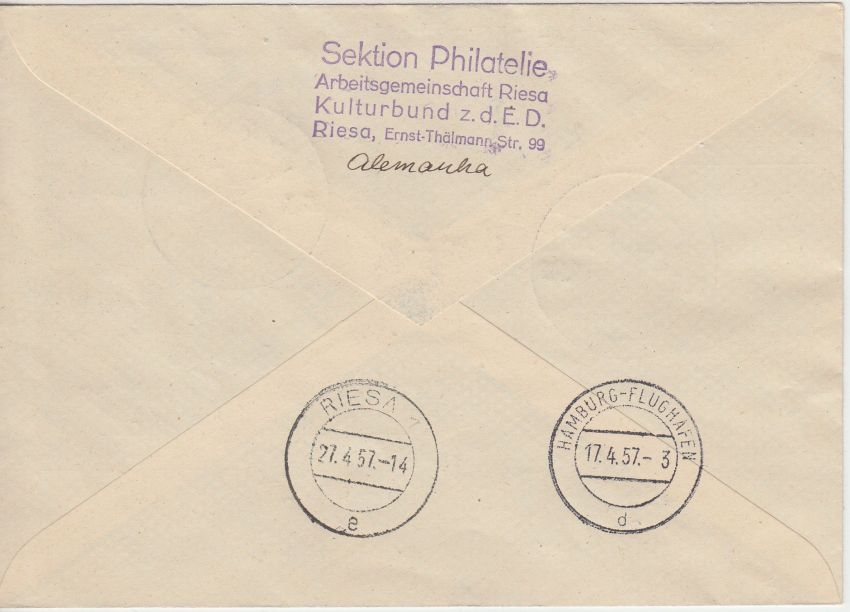 Sektion Philatelie
Arbeitsgemeinschaft Riesa
Kulturbund z.d.E.D.
Riesa, Ernst-Thälmann-Str. 99
Alemanha
RIESA 1
27.4.57.-14
e
HAMBURG-FLUGHAFEN
17.4.57.- 3
d